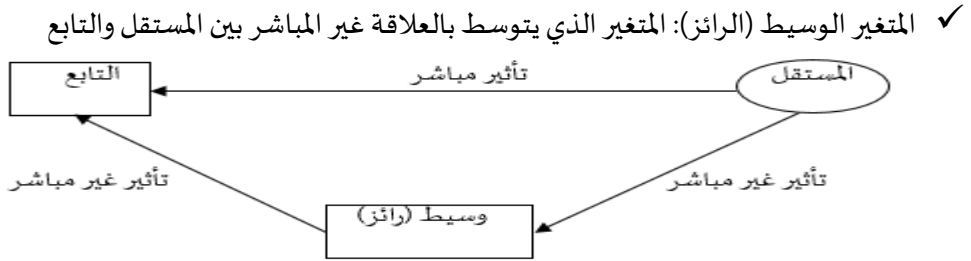 ✓ المتغير الوسيط (الرائز): المتغير الذي يتوسط بالعلاقة غير المباشر بين المستقل والتابع
المستقل
تأثير مباشر
التابع
تأثير غير مباشر
تأثير غير مباشر
وسيط (رائز)